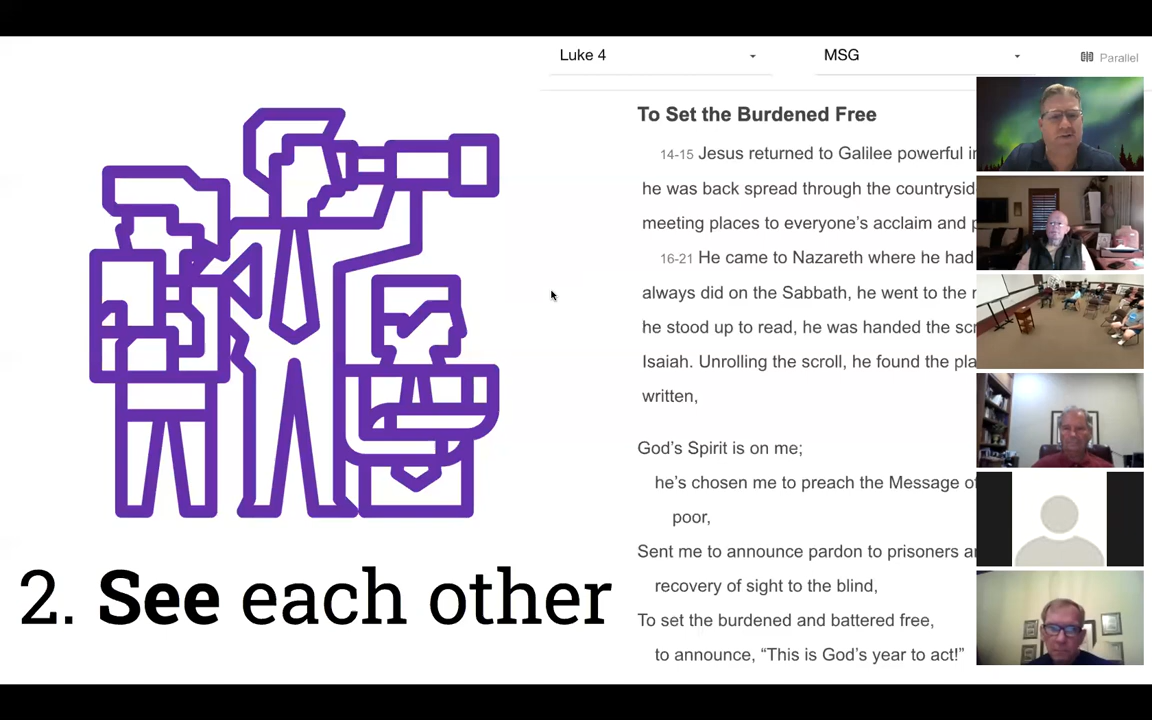 Luke 4
MSG
Parallel
To Set the Burdened Free
14-15 Jesus returned to Galilee powerful
he was back spread through the
meeting places to everyone’s acclaim and
16-21 He came to Nazareth where he had
always did on the Sabbath, he went to the
he stood up to read, he was handed the
Isaiah. Unrolling the scroll, he found the
written,
God’s Spirit is on me;
he’s chosen me to preach the Message
poor,
Sent me to announce pardon to prisoners
recovery of sight to the blind,
To set the burdened and battered free,
to announce, “This is God’s year to act!”
2. See each other